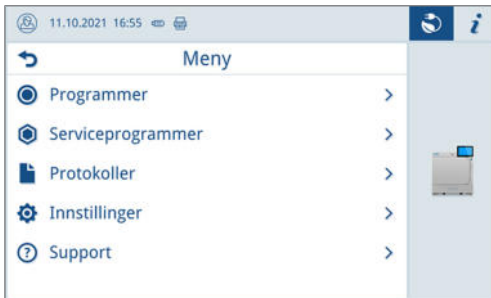 11.10.2021 16:55
i
Meny
Programmer
Serviceprogrammer
Protokoller
Innstillinger
Support